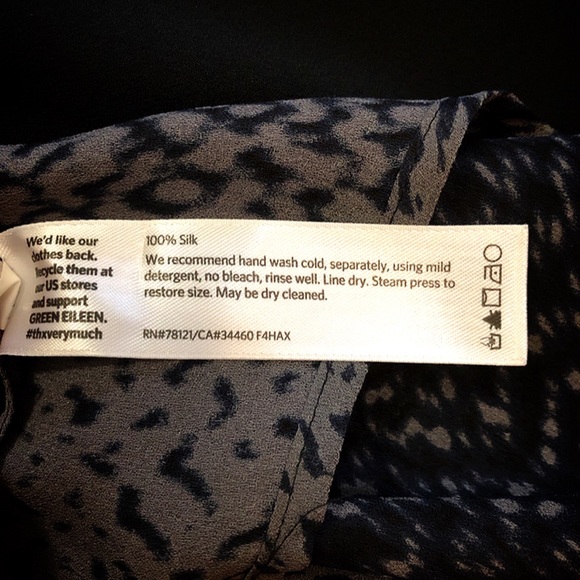 We'd like our
clothes back.
Recycle them at
our US stores
and support
GREEN EILEEN.
#thxverymuch
100% Silk
We recommend hand wash cold, separately, using mild
detergent, no bleach, rinse well. Line dry. Steam press to
restore size. May be dry cleaned.
RN#78121/CA#34460 F4HAX